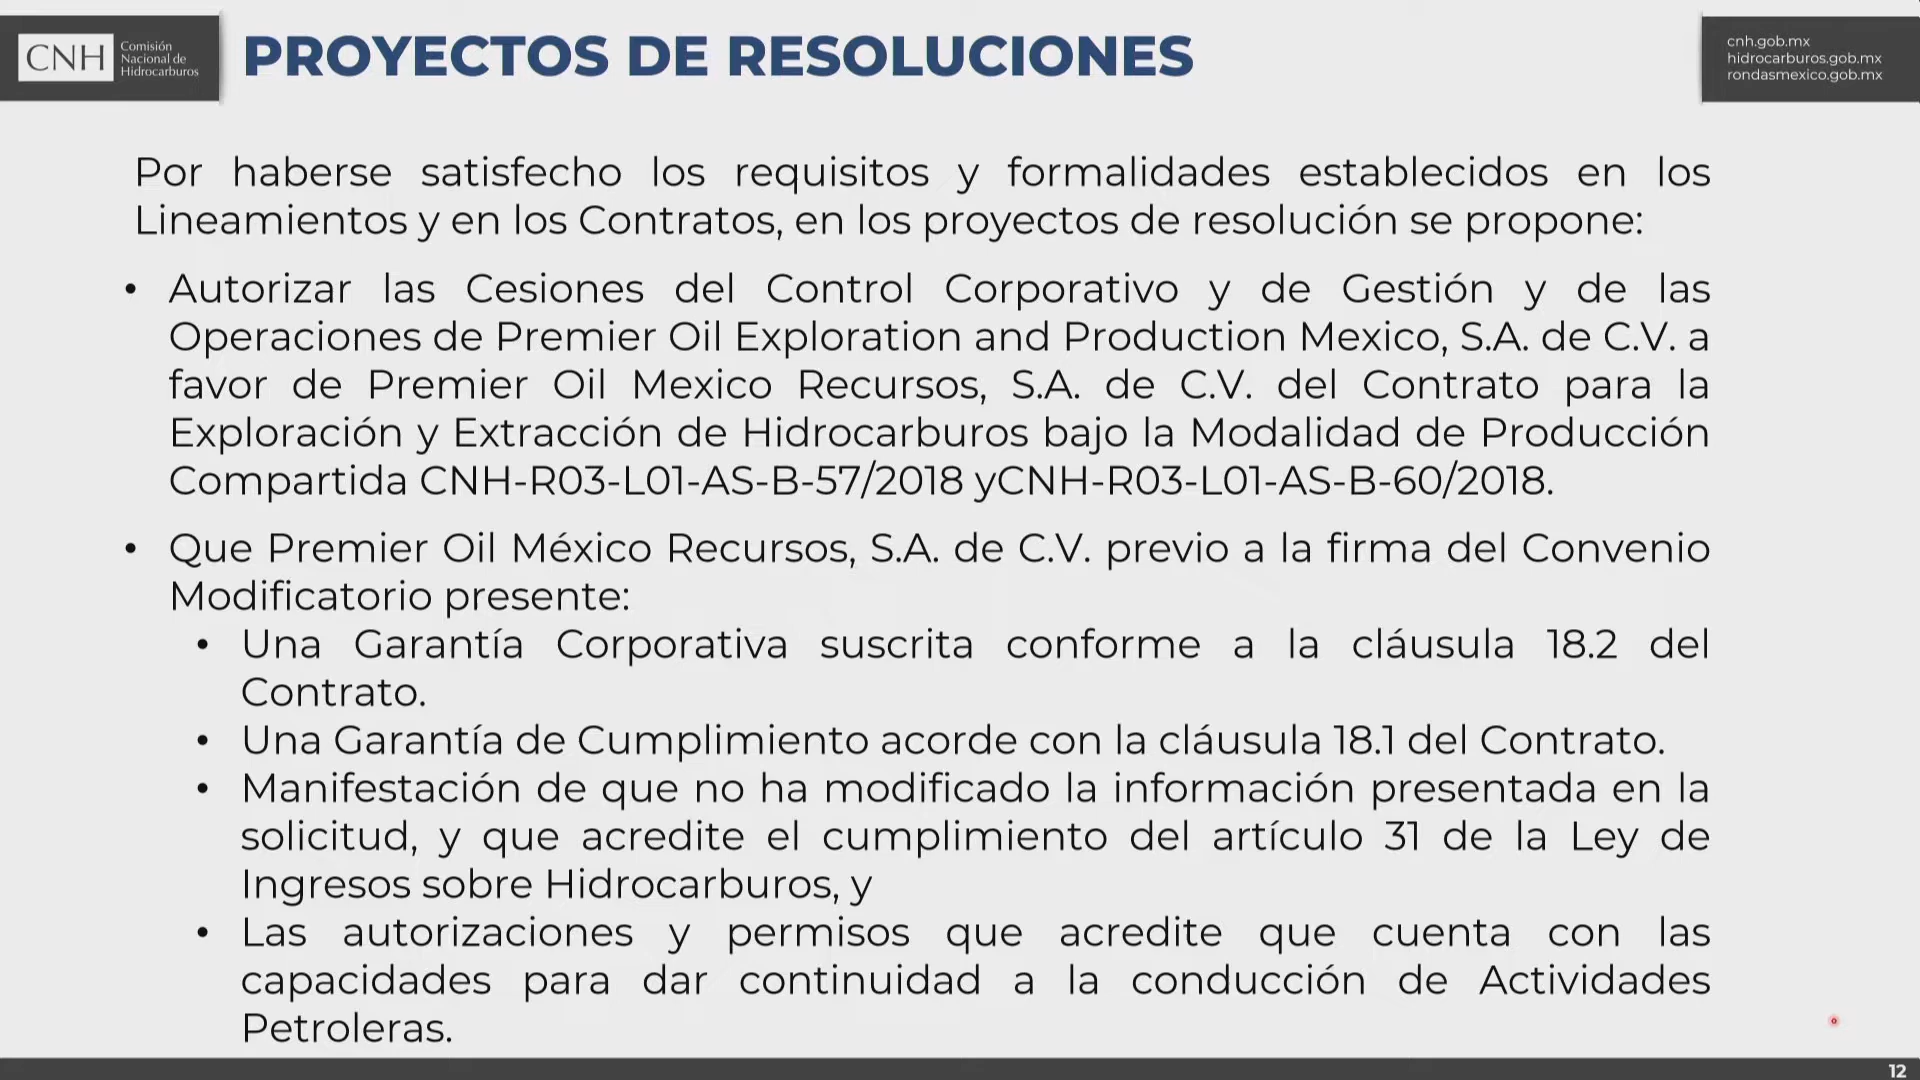 CNH
Comisión
Nacional de
Hidrocarburos
PROYECTOS DE RESOLUCIONES
cnh.gob.mx
hidrocarburos.gob.mx
rondasmexico.gob.mx
Por haberse satisfecho los requisitos y formalidades establecidos en los
Lineamientos y en los Contratos, en los proyectos de resolución se propone:
• Autorizar las Cesiones del Control Corporativo y de Gestión y de las
Operaciones de Premier Oil Exploration and Production Mexico, S.A. de C.V. a
favor de Premier Oil Mexico Recursos, S.A. de C.V. del Contrato para la
Exploración y Extracción de Hidrocarburos bajo la Modalidad de Producción
Compartida CNH-R03-L01-AS-B-57/2018 yCNH-R03-L01-AS-B-60/2018.
• Que Premier Oil México Recursos, S.A. de C.V. previo a la firma del Convenio
Modificatorio presente:
• Una Garantía Corporativa suscrita conforme a la cláusula 18.2 del
Contrato.
• Una Garantía de Cumplimiento acorde con la cláusula 18.1 del Contrato.
• Manifestación de que no ha modificado la información presentada en la
solicitud, y que acredite el cumplimiento del artículo 31 de la Ley de
Ingresos sobre Hidrocarburos, y
• Las autorizaciones y permisos que acredite que cuenta con las
capacidades para dar continuidad a la conducción de Actividades
Petroleras.
12